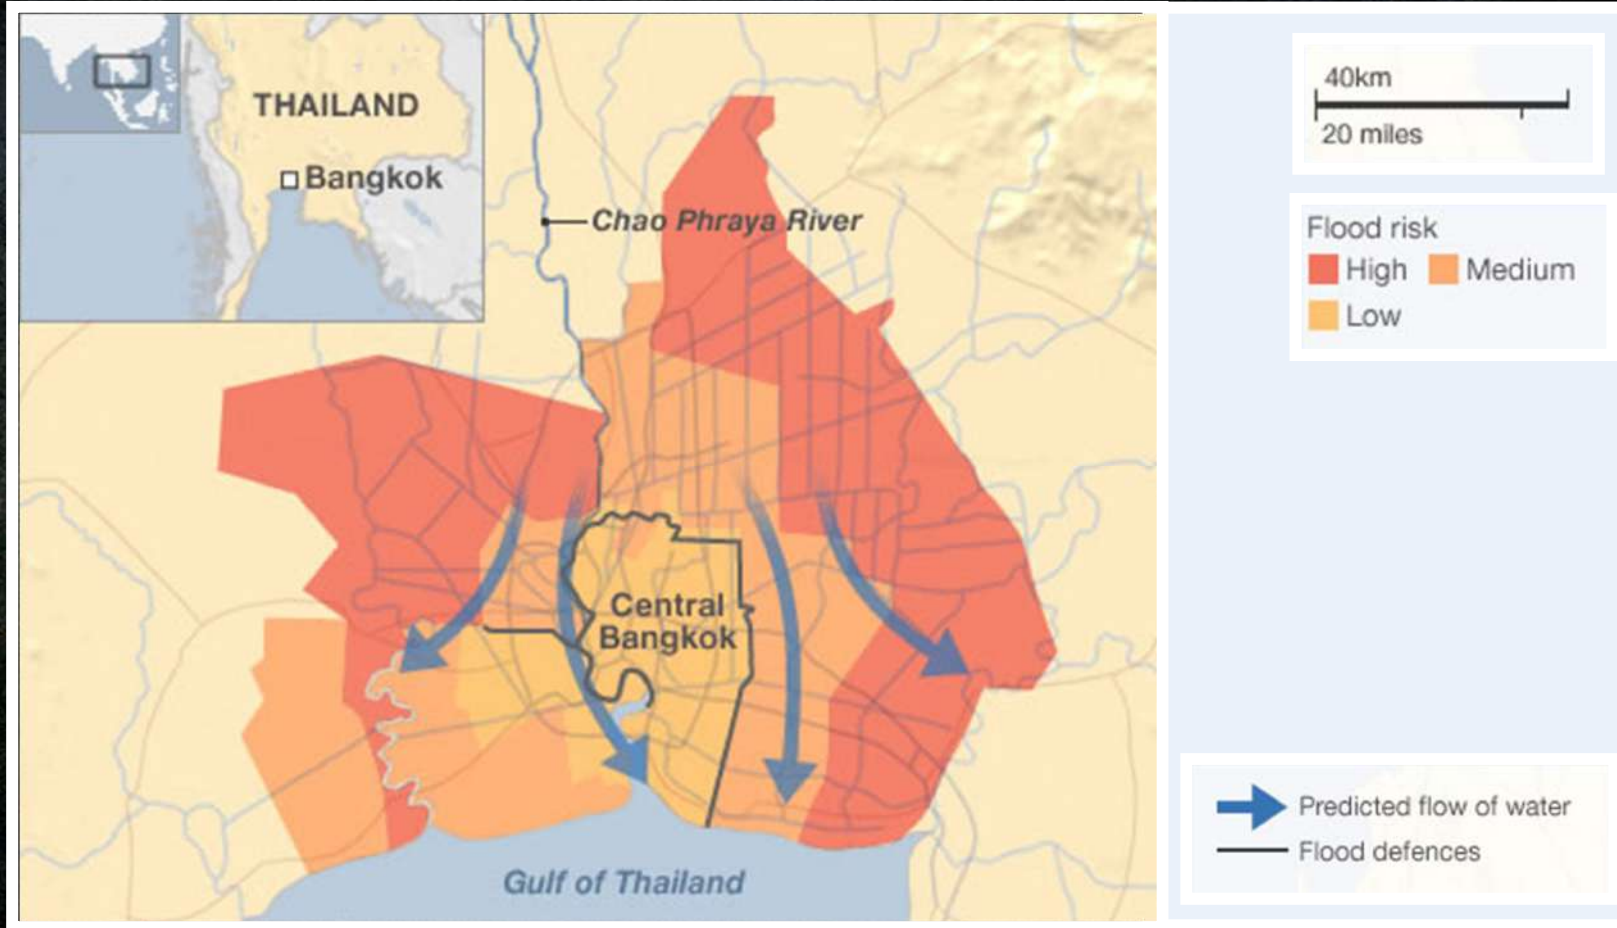 THAILAND
Bangkok
Chao Phraya River
Central
Bangkok
Gulf of Thailand
40km
20 miles
Flood risk
High Medium
Low
Predicted flow of water
Flood defences